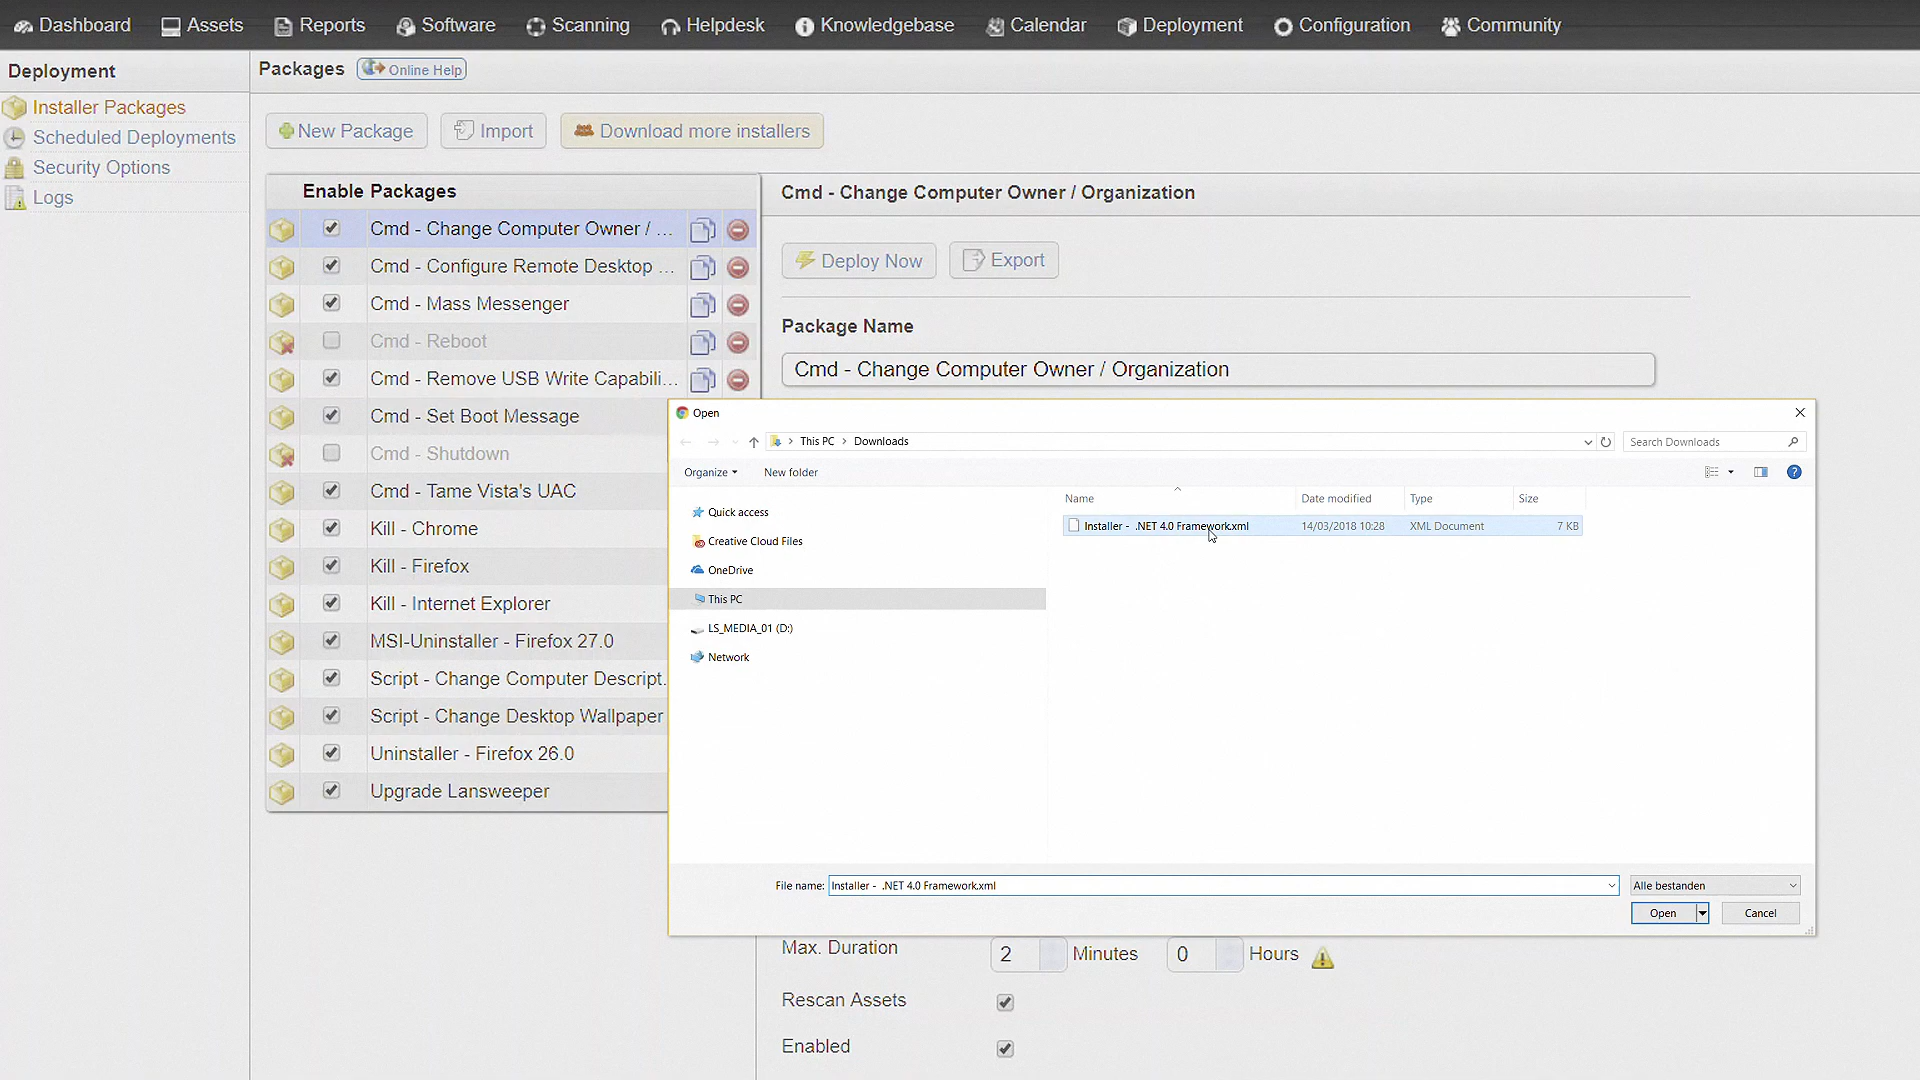 Dashboard Assets Reports Software Scanning Helpdesk Knowledgebase Calendar Deployment Configuration Community
Deployment
Installer Packages
Scheduled Deployments
Security Options
Logs
Packages Online Help
New Package Import Download more installers
Enable Packages
Cmd - Change Computer Owner / ...
Cmd - Configure Remote Desktop ...
Cmd - Mass Messenger
Cmd - Reboot
Cmd - Remove USB Write Capabili...
Cmd - Set Boot Message
Cmd - Shutdown
Cmd - Tame Vista's UAC
Kill - Chrome
Kill - Firefox
Kill - Internet Explorer
MSI-Uninstaller - Firefox 27.0
Script - Change Computer Descript.
Script - Change Desktop Wallpaper
Uninstaller - Firefox 26.0
Upgrade Lansweeper
Cmd - Change Computer Owner / Organization
Deploy Now Export
Package Name
Cmd - Change Computer Owner / Organization
Open
This PC Downloads Search Downloads
Organize New folder
Quick access
Creative Cloud Files
OneDrive
This PC
LS_MEDIA_01 (D:)
Network
Name Date modified Type Size
Installer - .NET 4.0 Framework.xml 14/03/2018 10:28 XML Document 7 KB
File name: Installer - .NET 4.0 Framework.xml Alle bestanden
Open Cancel
Max. Duration 2 Minutes 0 Hours
Rescan Assets
Enabled